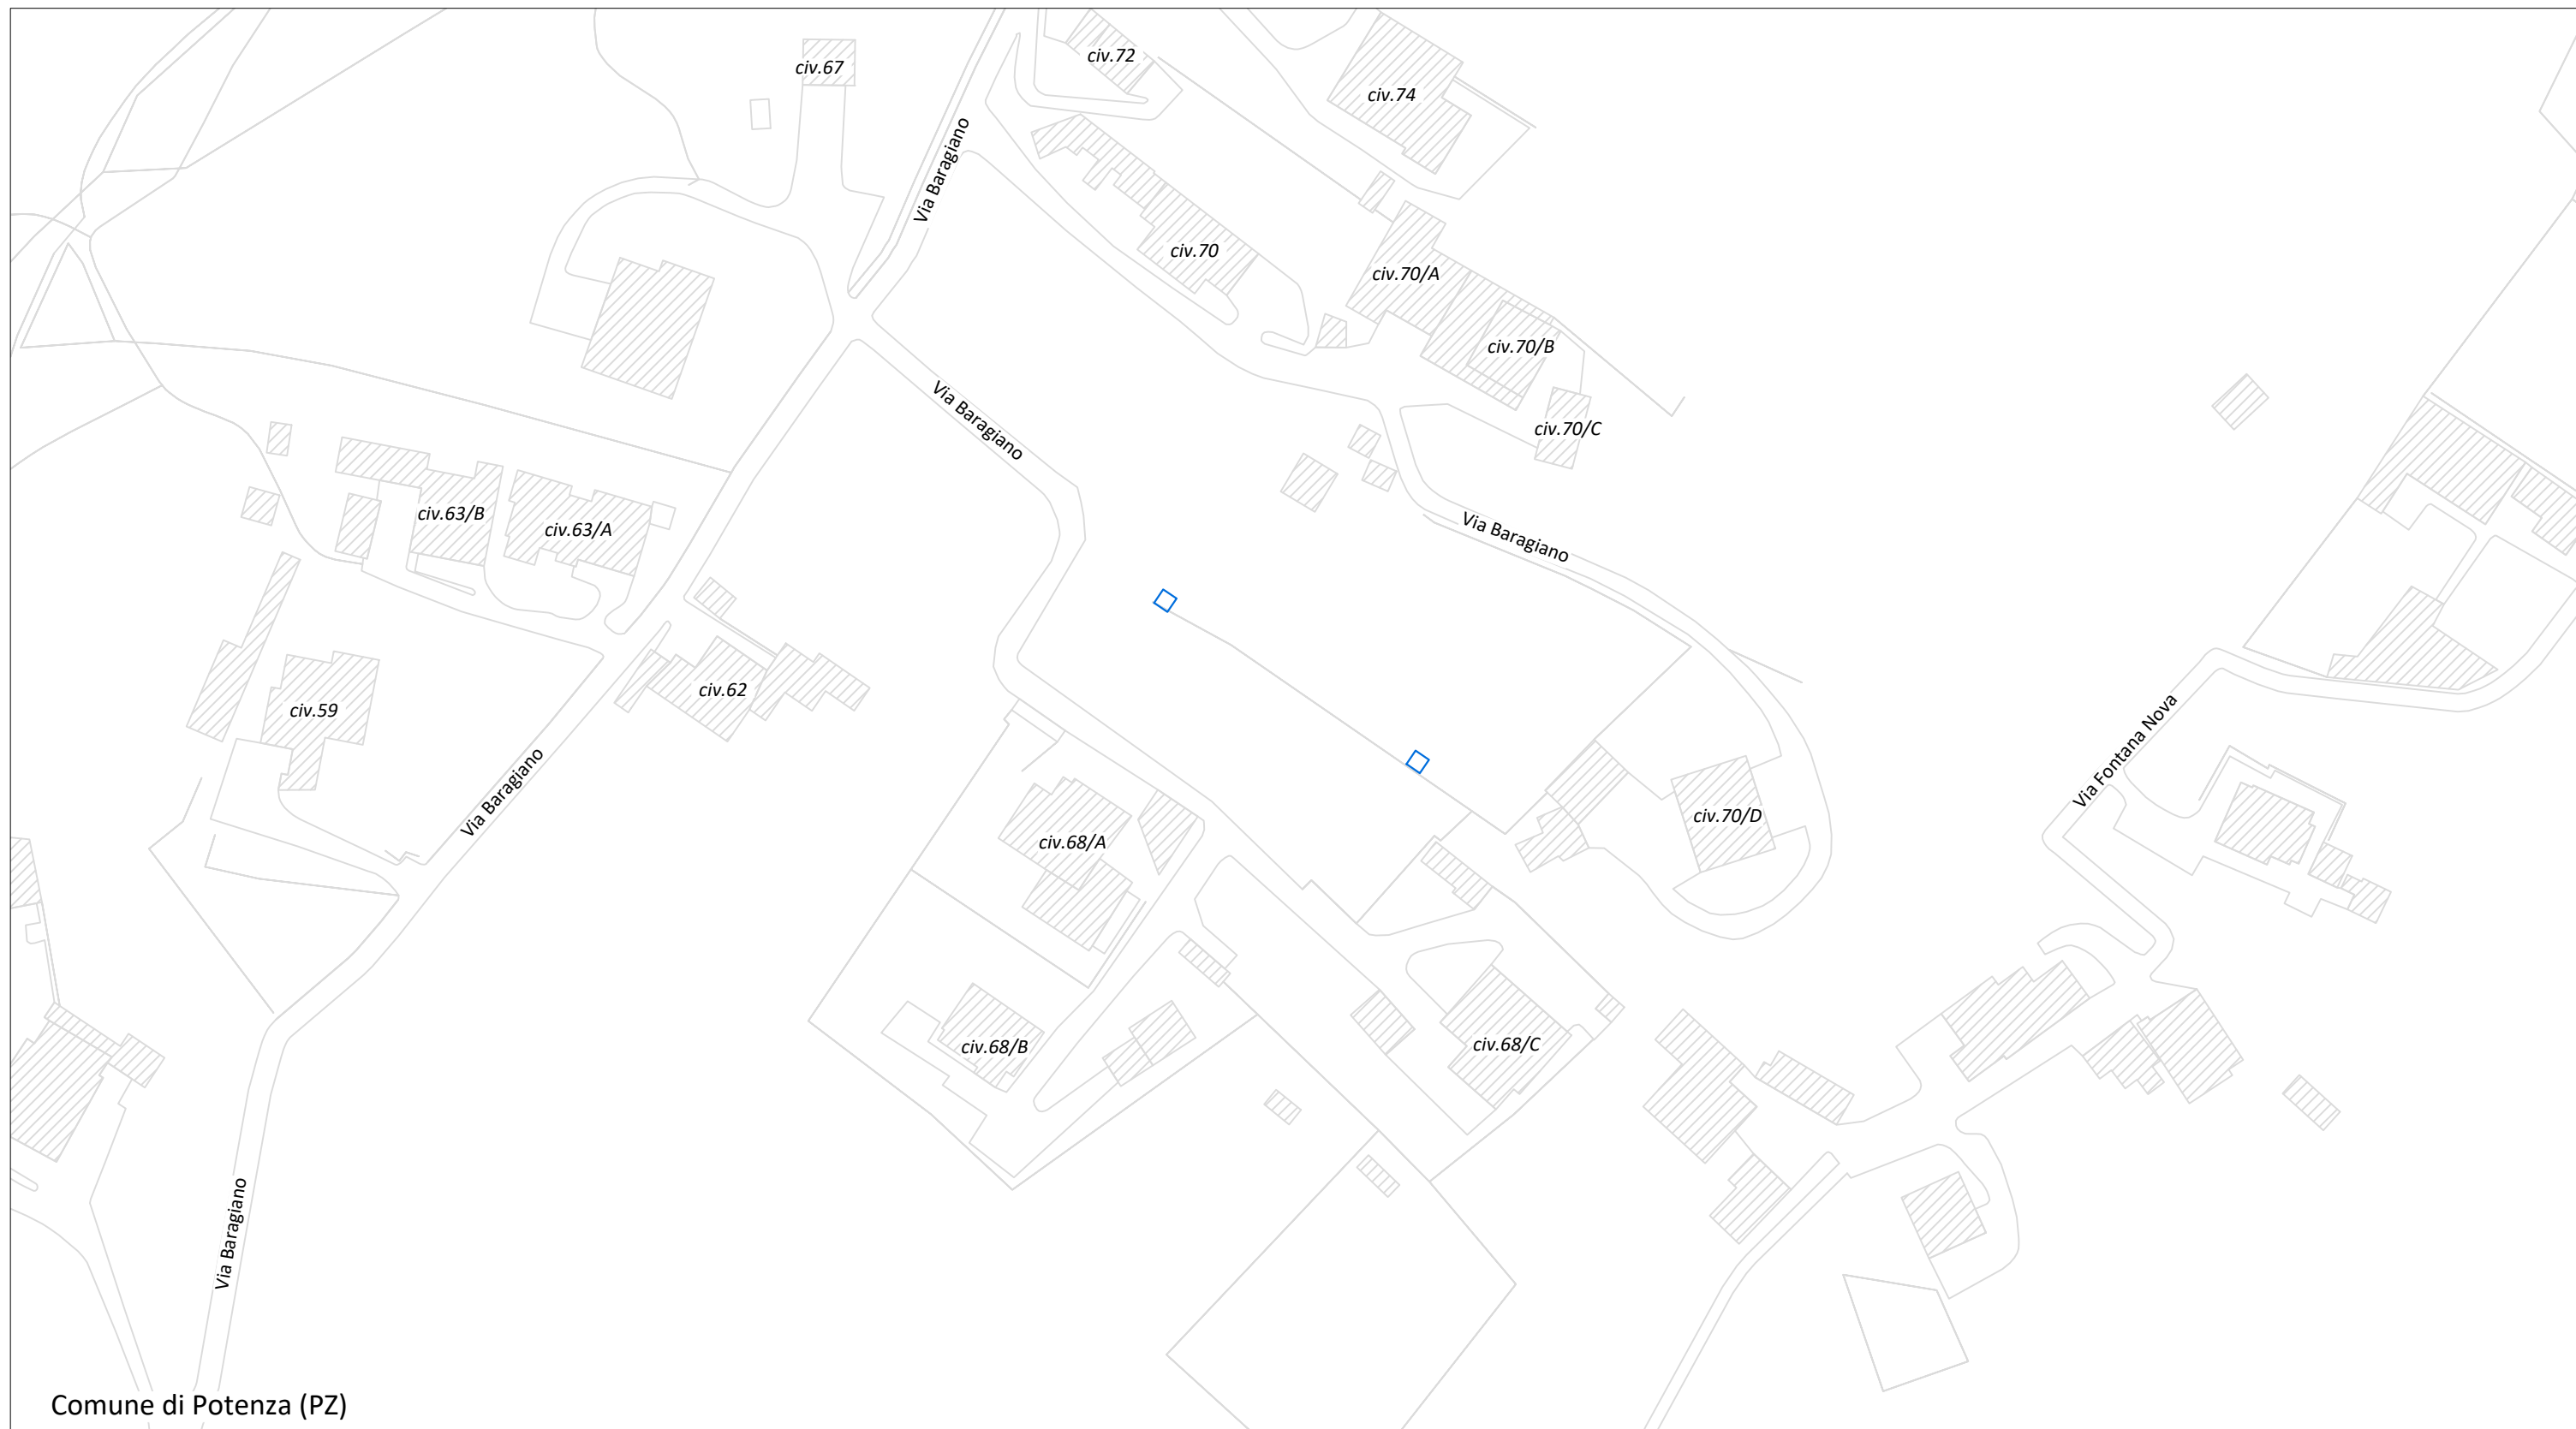 civ.72
civ.67
civ.74
Via Baragiano
civ.70
civ.70/A
civ.70/B
Via Baragiano
civ.70/C
civ.63/B
civ.63/A
Via Baragiano
civ.62
civ.59
Via Fontana Nova
Via Baragiano
civ.70/D
civ.68/A
civ.68/B
civ.68/C
Via Baragiano
Comune di Potenza (PZ)